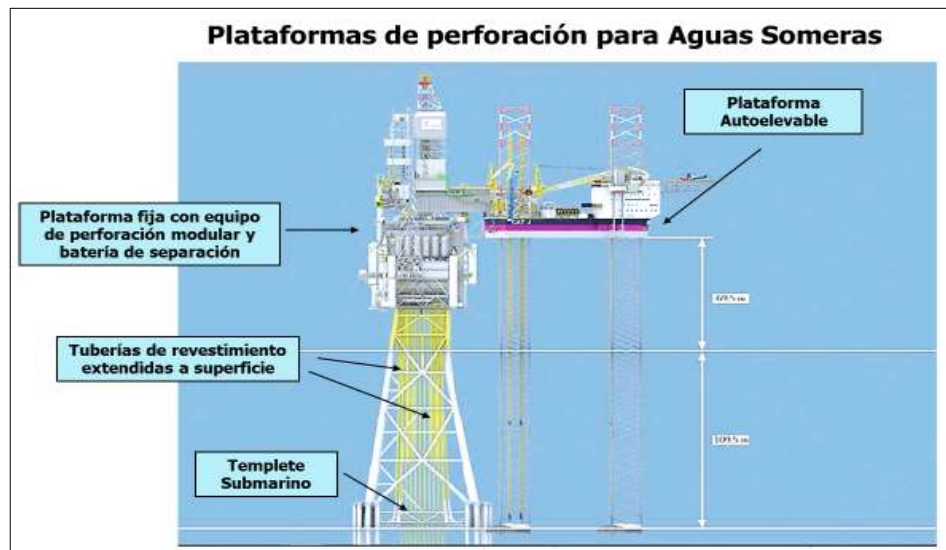 Plataformas de perforación para Aguas Someras
Plataforma
Autoelevable
Plataforma fija con equipo
de perforación modular y
batería de separación
Tuberías de revestimiento
extendidas a superficie
Templete
Submarino